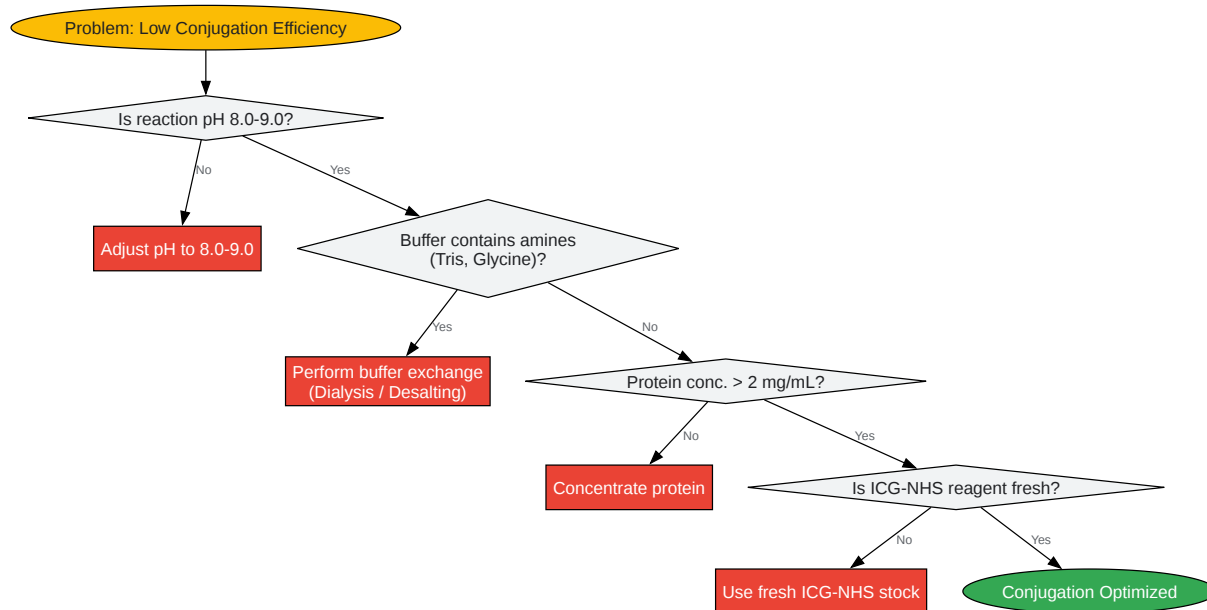 Problem: Low Conjugation Efficiency
Is reaction pH 8.0-9.0?
No
Yes
Adjust pH to 8.0-9.0
Buffer contains amines
(Tris, Glycine)?
Yes
No
Perform buffer exchange
(Dialysis / Desalting)
Protein conc. > 2 mg/mL?
No
Yes
Concentrate protein
Is ICG-NHS reagent fresh?
No
Yes
Use fresh ICG-NHS stock
Conjugation Optimized